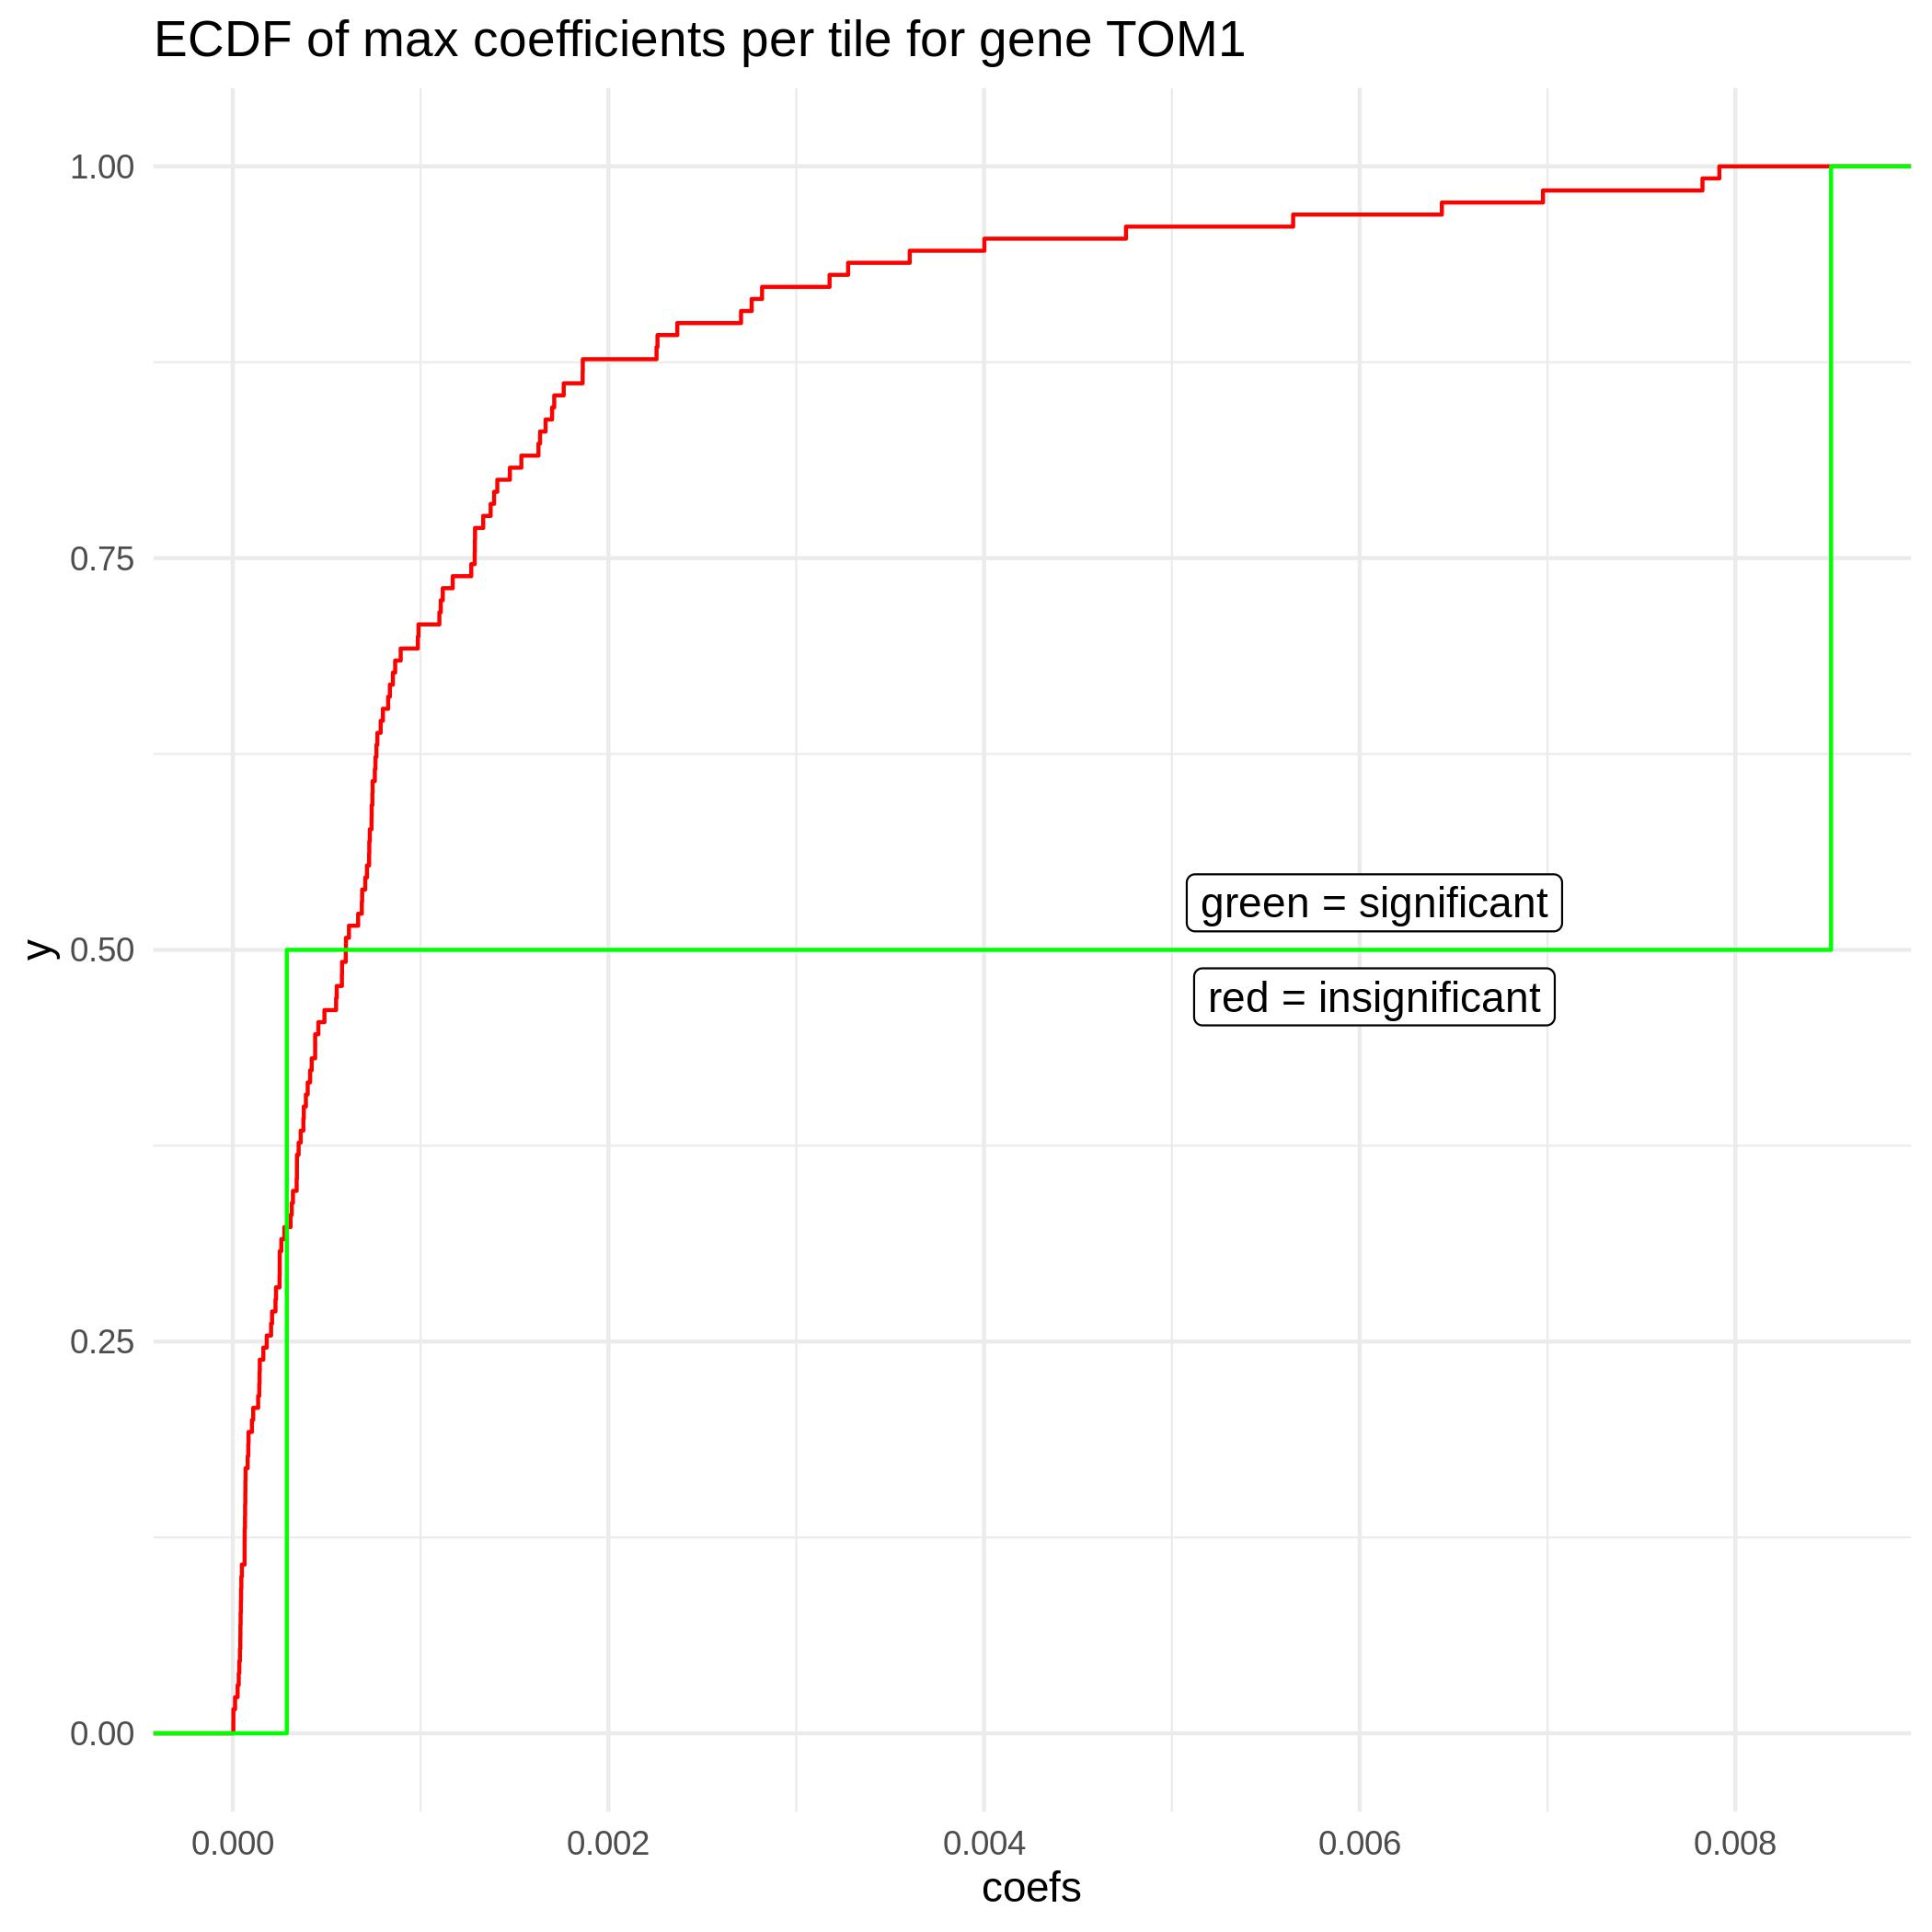 ECDF of max coefficients per tile for gene TOM1
1.00
0.75
0.50
0.25
0.00
y
green = significant
red = insignificant
0.000 0.002 0.004 0.006 0.008
coefs